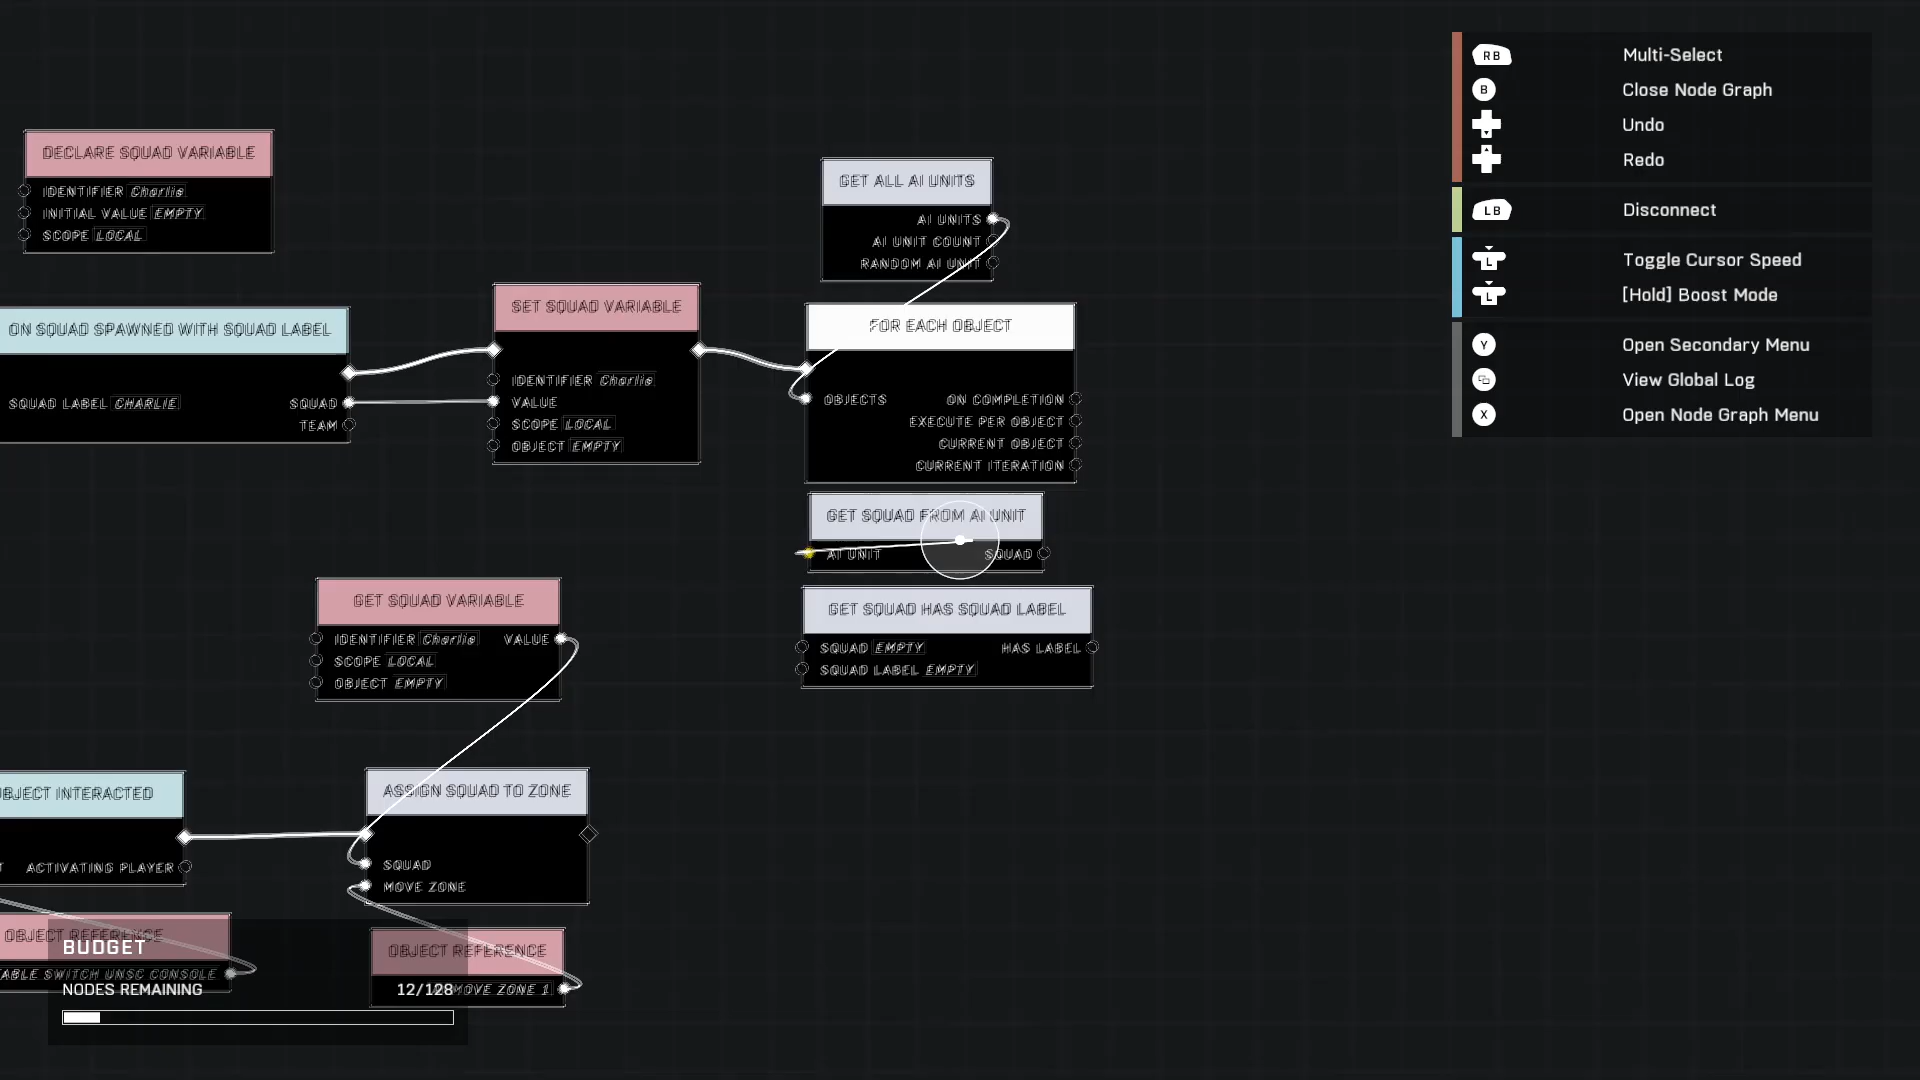 RB Multi-Select
B Close Node Graph
Undo
Redo
LB Disconnect
L Toggle Cursor Speed
L [Hold] Boost Mode
Y Open Secondary Menu
View Global Log
X Open Node Graph Menu
DECLARE SQUAD VARIABLE
IDENTIFIER Charlie
INITIAL VALUE EMPTY
SCOPE LOCAL
GET ALL AI UNITS
AI UNITS
AI UNIT COUNT
RANDOM AI UNIT
ON SQUAD SPAWNED WITH SQUAD LABEL
SQUAD LABEL CHARLIE SQUAD
TEAM
SET SQUAD VARIABLE
IDENTIFIER Charlie
VALUE
SCOPE LOCAL
OBJECT EMPTY
FOR EACH OBJECT
OBJECTS ON COMPLETION
EXECUTE PER OBJECT
CURRENT OBJECT
CURRENT ITERATION
GET SQUAD FROM AI UNIT
AI UNIT SQUAD
GET SQUAD HAS SQUAD LABEL
SQUAD EMPTY HAS LABEL
SQUAD LABEL EMPTY
GET SQUAD VARIABLE
IDENTIFIER Charlie VALUE
SCOPE LOCAL
OBJECT EMPTY
BJECT INTERACTED
T ACTIVATING PLAYER
ASSIGN SQUAD TO ZONE
SQUAD
MOVE ZONE
OBJECT REFERENCE
ABLE SWITCH UNSC CONSOLE
OBJECT REFERENCE
MOVE ZONE 1
BUDGET
NODES REMAINING 12/128